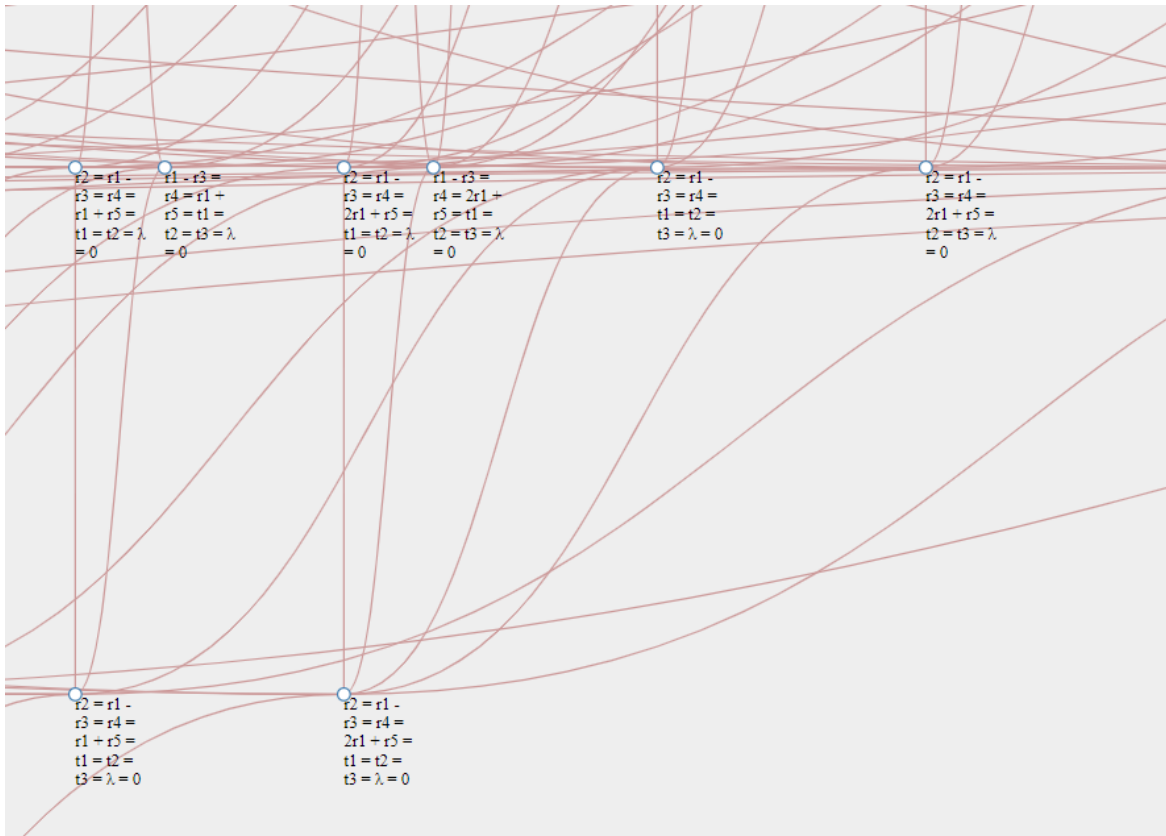 r2 = r1 -
r3 = r4 =
r1 + r5 =
t1 = t2 = λ
= 0
r1 - r3 =
r4 = r1 +
r5 = t1 =
t2 = t3 = λ
= 0
r2 = r1 -
r3 = r4 =
2r1 + r5 =
t1 = t2 = λ
= 0
r1 - r3 =
r4 = 2r1 +
r5 = t1 =
t2 = t3 = λ
= 0
r2 = r1 -
r3 = r4 =
t1 = t2 =
t3 = λ = 0
r2 = r1 -
r3 = r4 =
2r1 + r5 =
t2 = t3 = λ
= 0
r2 = r1 -
r3 = r4 =
r1 + r5 =
t1 = t2 =
t3 = λ = 0
r2 = r1 -
r3 = r4 =
2r1 + r5 =
t1 = t2 =
t3 = λ = 0